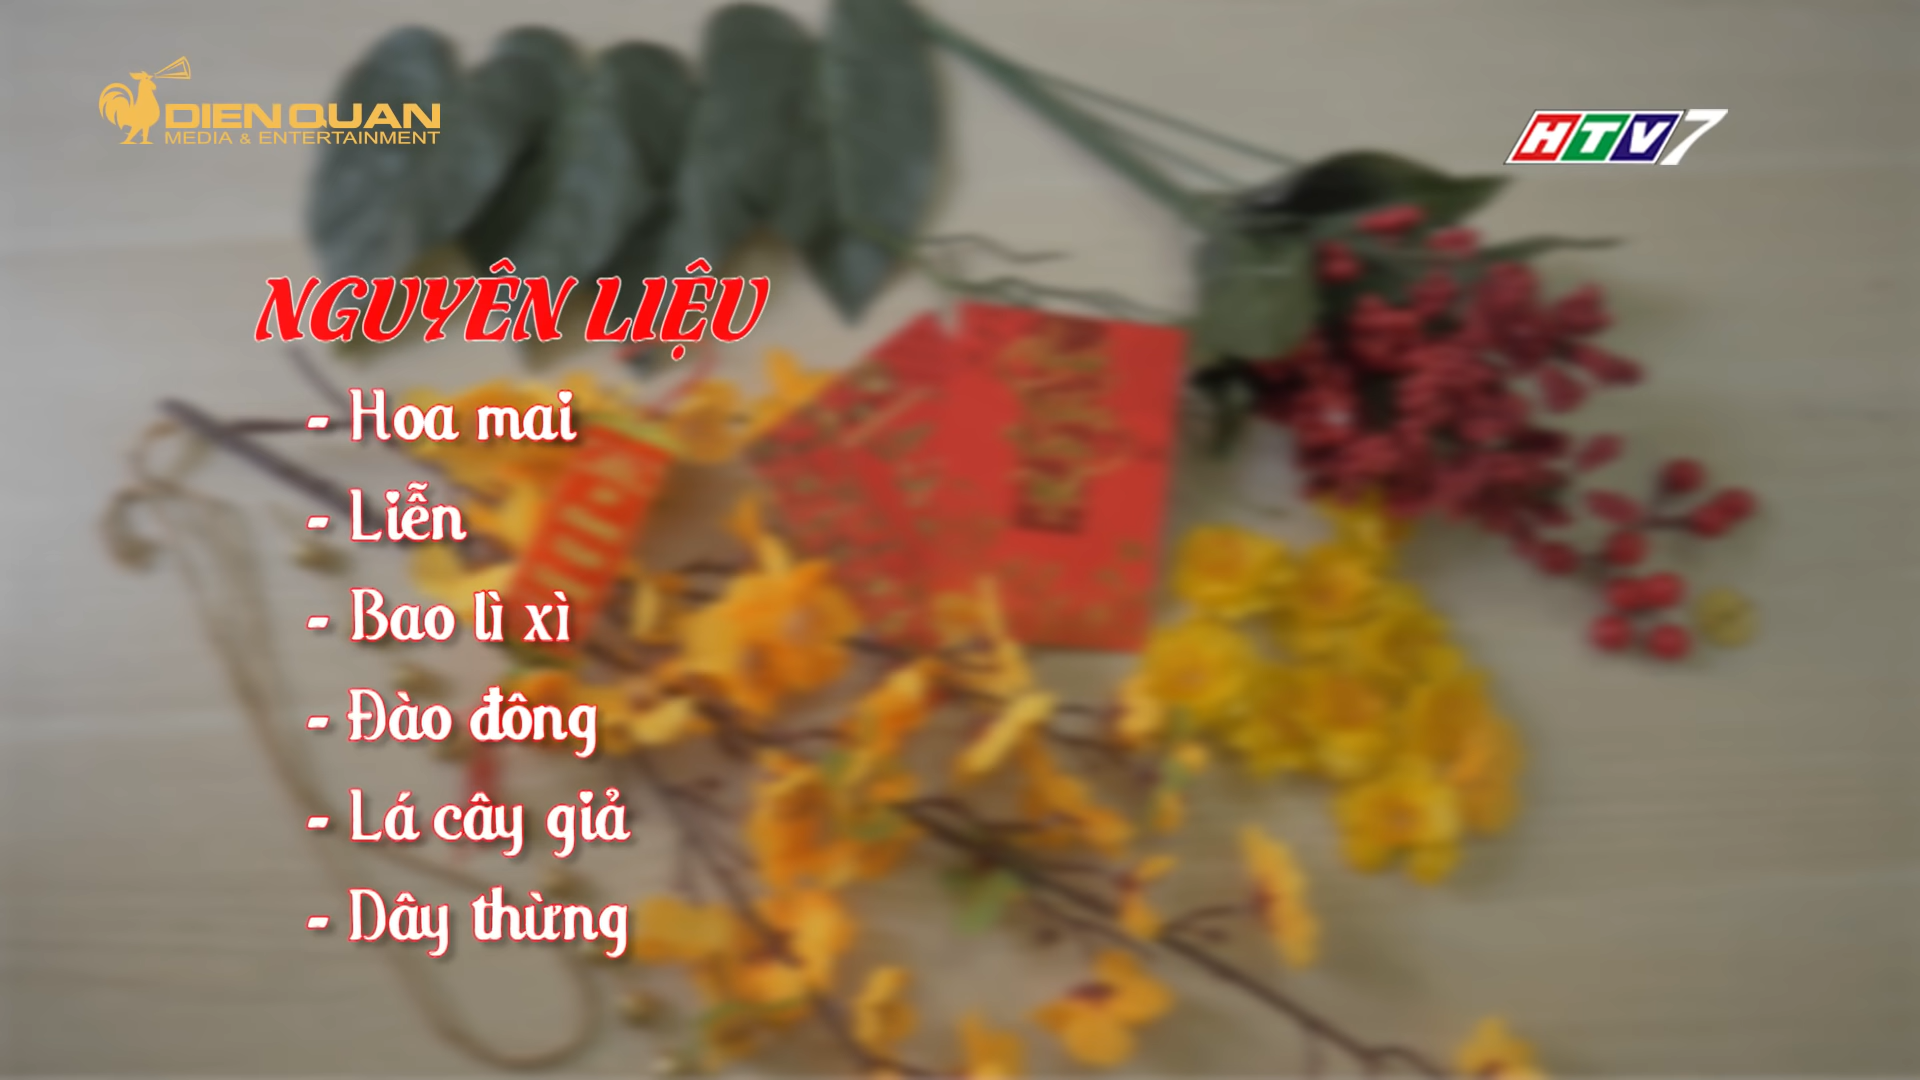 DIEN QUAN
MEDIA & ENTERTAINMENT
HTV7
NGUYÊN LIỆU
- Hoa mai
- Liễn
- Bao lì xì
- Đào đông
- Lá cây giả
- Dây thừng